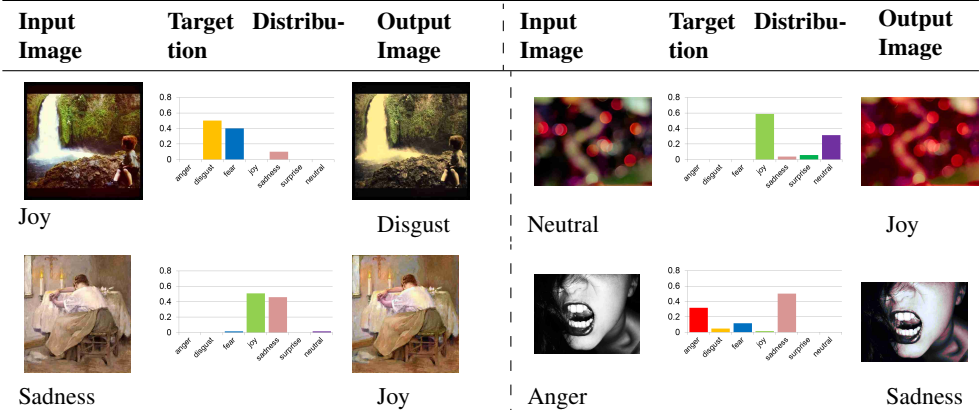 Input Image
Target Distribution
Output Image
Input Image
Target Distribution
Output Image
0.8
0.6
0.4
0.2
0
anger
disgust
fear
joy
sadness
surprise
neutral
Joy
Disgust
0.8
0.6
0.4
0.2
0
anger
disgust
fear
joy
sadness
surprise
neutral
Neutral
Joy
0.8
0.6
0.4
0.2
0
anger
disgust
fear
joy
sadness
surprise
neutral
Sadness
Joy
0.8
0.6
0.4
0.2
0
anger
disgust
fear
joy
sadness
surprise
neutral
Anger
Sadness